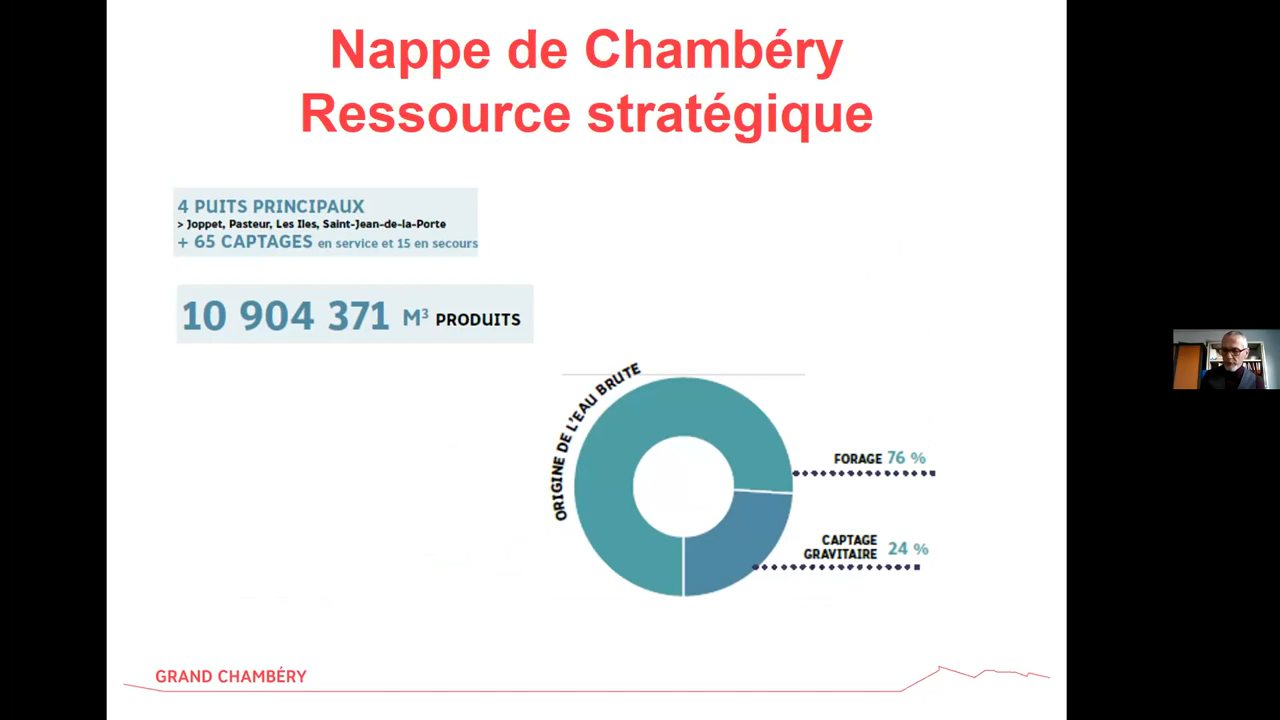 Nappe de Chambéry
Ressource stratégique
4 PUITS PRINCIPAUX
> Joppet, Pasteur, Les Iles, Saint-Jean-de-la-Porte
+ 65 CAPTAGES en service et 15 en secours
10 904 371 M³ PRODUITS
ORIGINE DE L'EAU BRUTE
FORAGE 76 %
CAPTAGE
GRAVITAIRE 24 %
GRAND CHAMBÉRY